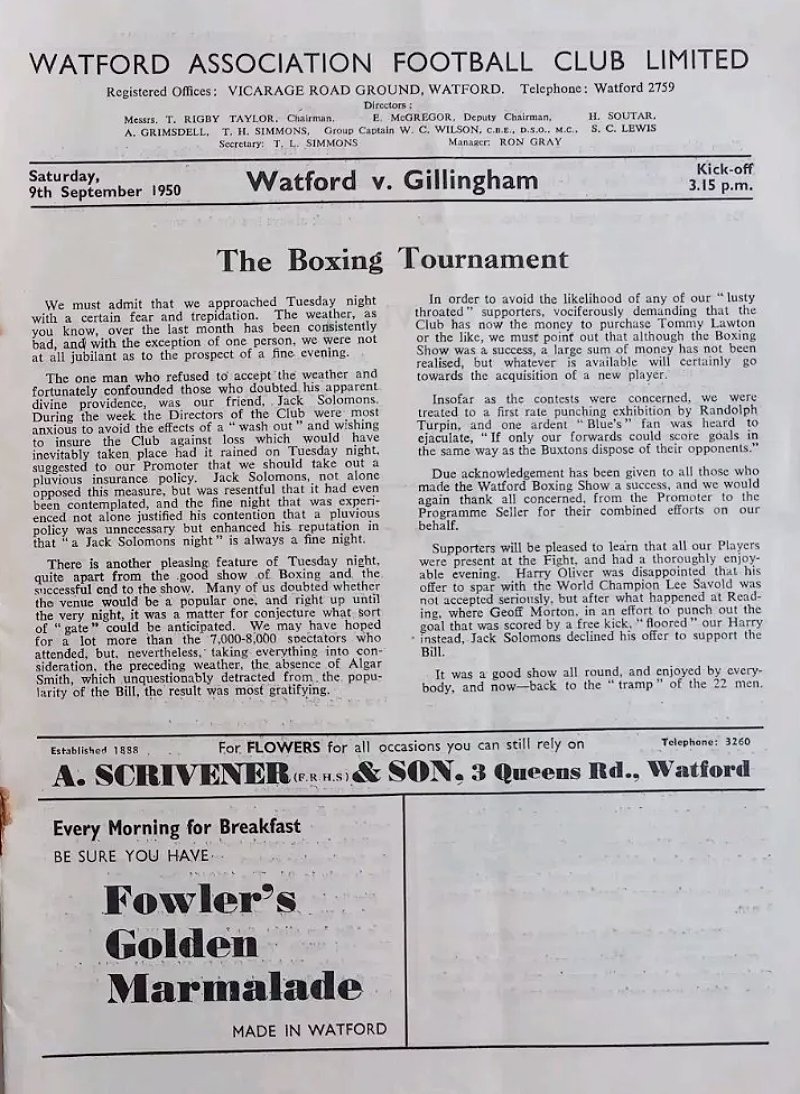 WATFORD ASSOCIATION FOOTBALL CLUB LIMITED
Registered Offices: VICARAGE ROAD GROUND, WATFORD. Telephone: Watford 2759
Directors:
Messrs. T. RIGBY TAYLOR, Chairman, E. McGREGOR, Deputy Chairman, H. SOUTAR,
A. GRIMSDELL, T. H. SIMMONS, Group Captain W. C. WILSON, C.B.E., D.S.O., M.C., S. C. LEWIS
Secretary: T. L. SIMMONS Manager: RON GRAY
Saturday,
9th September 1950
Watford v. Gillingham
Kick-off
3.15 p.m.
The Boxing Tournament
We must admit that we approached Tuesday night
with a certain fear and trepidation. The weather, as
you know, over the last month has been consistently
bad, and with the exception of one person, we were not
at all jubilant as to the prospect of a fine evening.
The one man who refused to accept the weather and
fortunately confounded those who doubted his apparent
divine providence, was our friend, Jack Solomons.
During the week the Directors of the Club were most
anxious to avoid the effects of a "wash out" and wishing
to insure the Club against loss which would have
inevitably taken place had it rained on Tuesday night,
suggested to our Promoter that we should take out a
pluvious insurance policy. Jack Solomons, not alone
opposed this measure, but was resentful that it had even
been contemplated, and the fine night that was experi-
enced not alone justified his contention that a pluvious
policy was unnecessary but enhanced his reputation in
that "a Jack Solomons night" is always a fine night.
There is another pleasing feature of Tuesday night,
quite apart from the good show of Boxing and the
successful end to the show. Many of us doubted whether
the venue would be a popular one, and right up until
the very night, it was a matter for conjecture what sort
of "gate" could be anticipated. We may have hoped
for a lot more than the 7,000-8,000 spectators who
attended, but, nevertheless, taking everything into con-
sideration, the preceding weather, the absence of Algar
Smith, which unquestionably detracted from the popu-
larity of the Bill, the result was most gratifying.
In order to avoid the likelihood of any of our "lusty
throated" supporters, vociferously demanding that the
Club has now the money to purchase Tommy Lawton
or the like, we must point out that although the Boxing
Show was a success, a large sum of money has not been
realised, but whatever is available will certainly go
towards the acquisition of a new player.
Insofar as the contests were concerned, we were
treated to a first rate punching exhibition by Randolph
Turpin, and one ardent "Blue's" fan was heard to
ejaculate, "If only our forwards could score goals in
the same way as the Buxtons dispose of their opponents."
Due acknowledgement has been given to all those who
made the Watford Boxing Show a success, and we would
again thank all concerned, from the Promoter to the
Programme Seller for their combined efforts on our
behalf.
Supporters will be pleased to learn that all our Players
were present at the Fight, and had a thoroughly enjoy-
able evening. Harry Oliver was disappointed that his
offer to spar with the World Champion Lee Savold was
not accepted seriously, but after what happened at Read-
ing, where Geoff Morton, in an effort to punch out the
goal that was scored by a free kick, "floored" our Harry
instead, Jack Solomons declined his offer to support the
Bill.
It was a good show all round, and enjoyed by every-
body, and now—back to the "tramp" of the 22 men.
Established 1888 For FLOWERS for all occasions you can still rely on Telephone: 3260
A. SCRIVENER (F.R.H.S) & SON, 3 Queens Rd., Watford
Every Morning for Breakfast
BE SURE YOU HAVE
Fowler's
Golden
Marmalade
MADE IN WATFORD